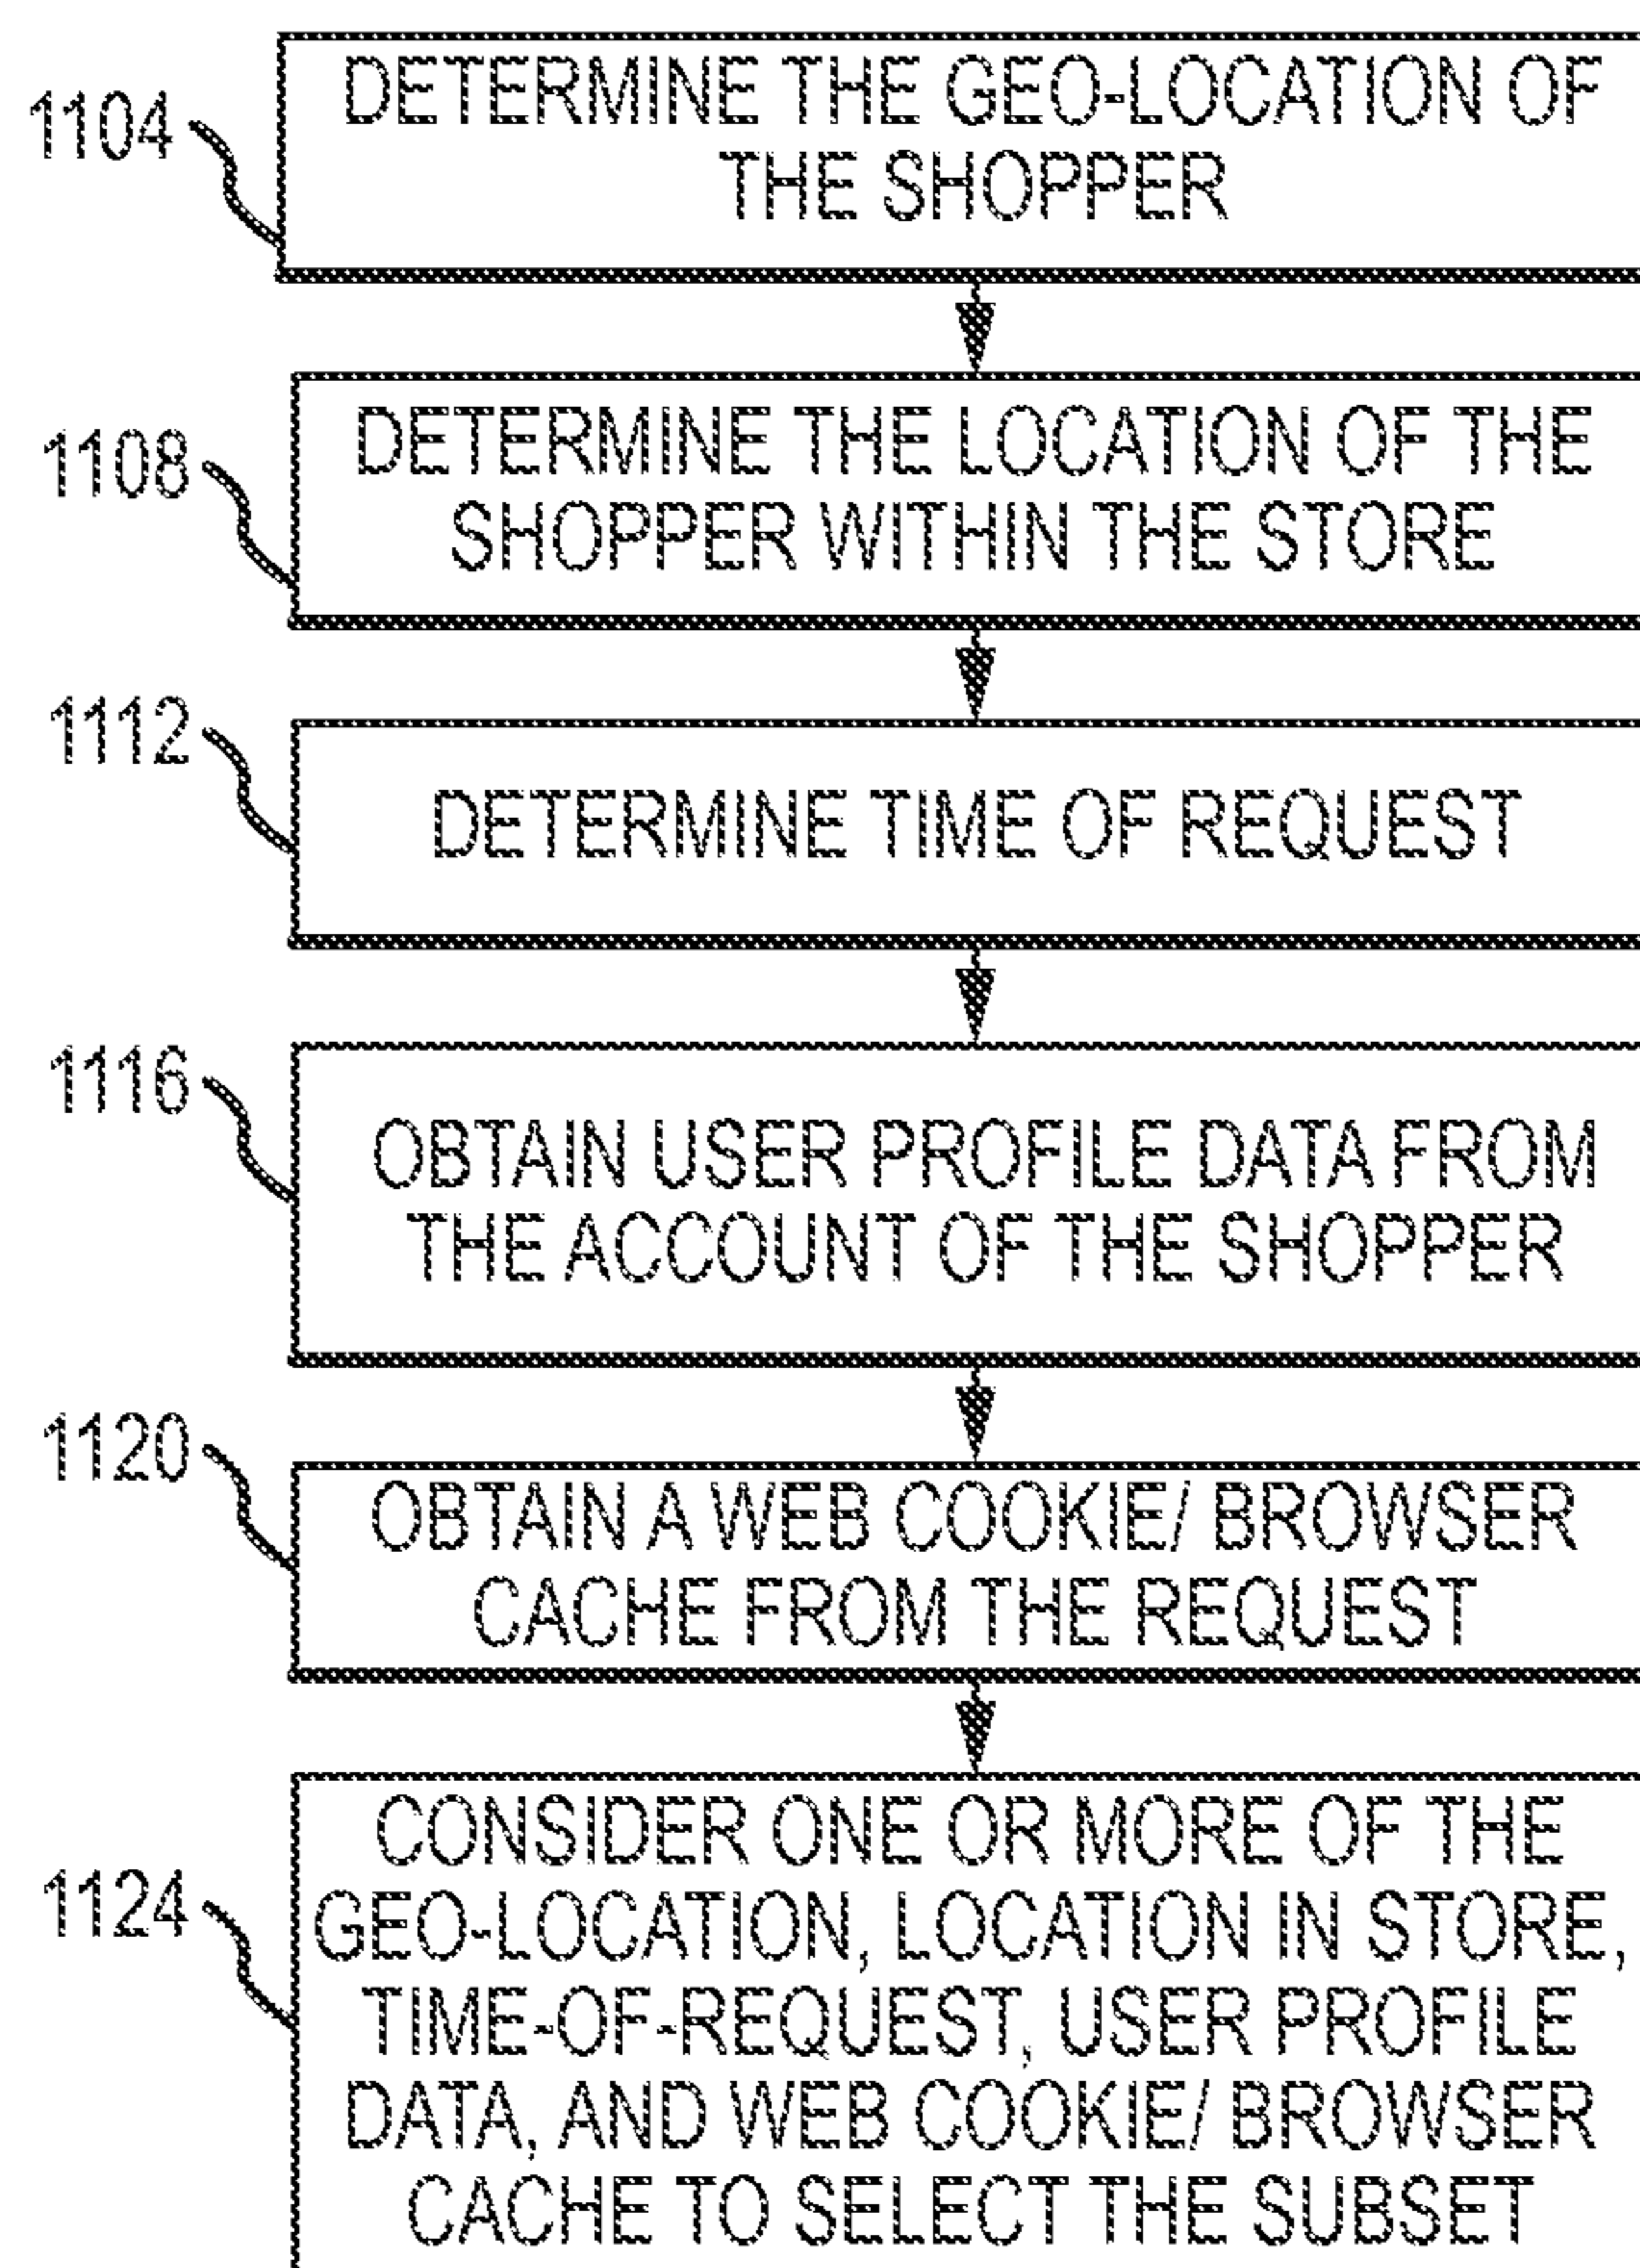 1104
DETERMINE THE GEO-LOCATION OF
THE SHOPPER
1108
DETERMINE THE LOCATION OF THE
SHOPPER WITHIN THE STORE
1112
DETERMINE TIME OF REQUEST
1116
OBTAIN USER PROFILE DATA FROM
THE ACCOUNT OF THE SHOPPER
1120
OBTAIN A WEB COOKIE/ BROWSER
CACHE FROM THE REQUEST
1124
CONSIDER ONE OR MORE OF THE
GEO-LOCATION, LOCATION IN STORE,
TIME-OF-REQUEST, USER PROFILE
DATA, AND WEB COOKIE/ BROWSER
CACHE TO SELECT THE SUBSET